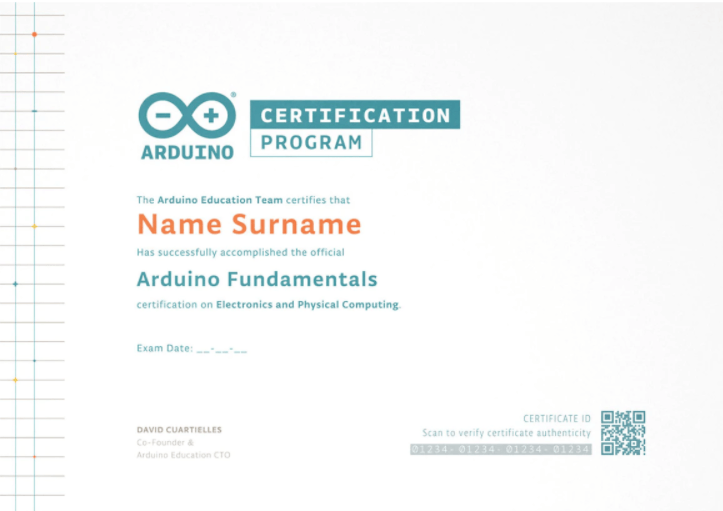 ARDUINO
CERTIFICATION
PROGRAM
The Arduino Education Team certifies that
Name Surname
Has successfully accomplished the official
Arduino Fundamentals
certification on Electronics and Physical Computing.
Exam Date: __-__-__
DAVID CUARTIELLES
Co-Founder &
Arduino Education CTO
CERTIFICATE ID
Scan to verify certificate authenticity
01234- 01234- 01234- 01234